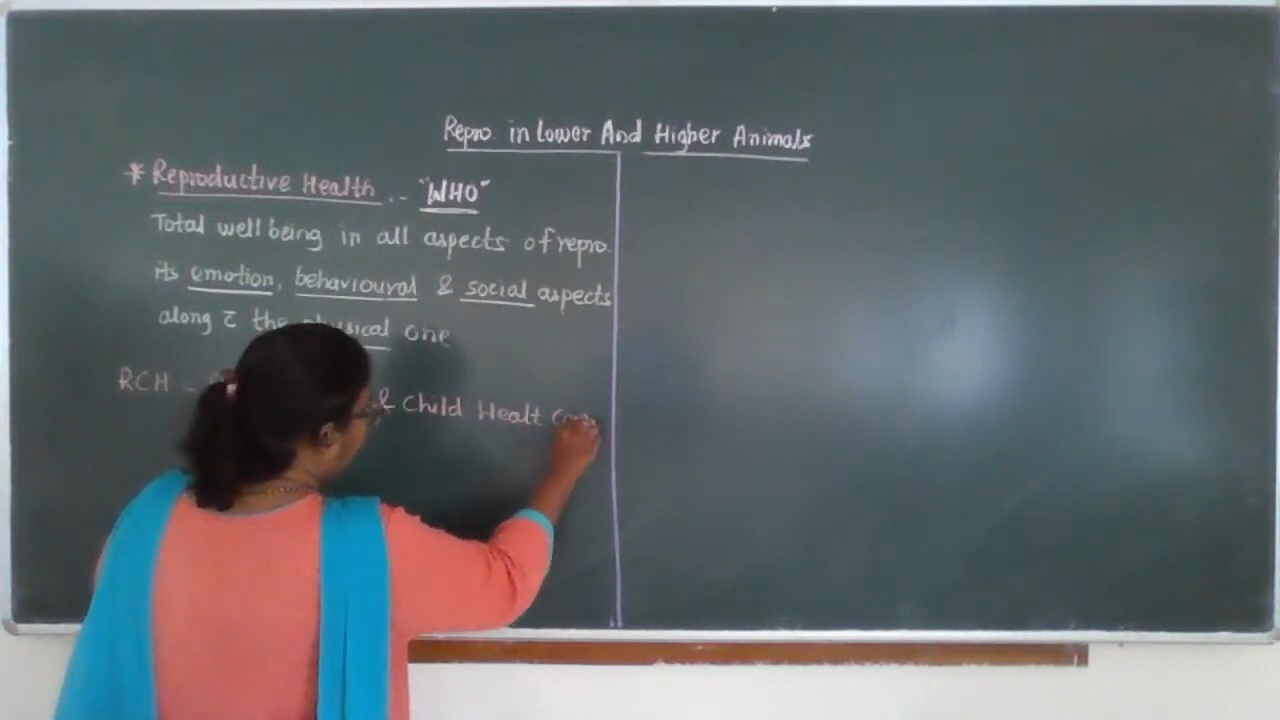 Repro. in Lower And Higher Animals
* Reproductive Health .- "WHO"
Total well being in all aspects of repro.
its emotion, behavioural & social aspects
along c̄ the physical one
RCH - & Child Healt